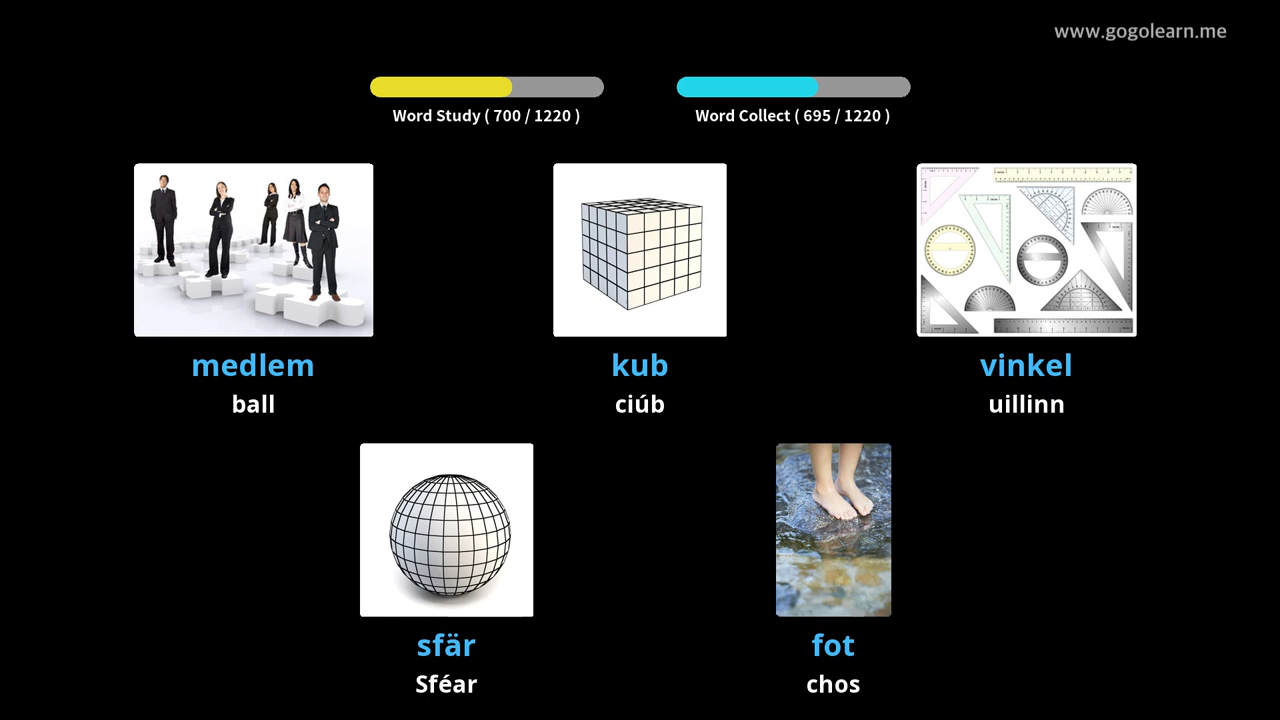 www.gogolearn.me
Word Study ( 700 / 1220 )
Word Collect ( 695 / 1220 )
medlem
ball
kub
ciúb
vinkel
uillinn
sfär
Sféar
fot
chos